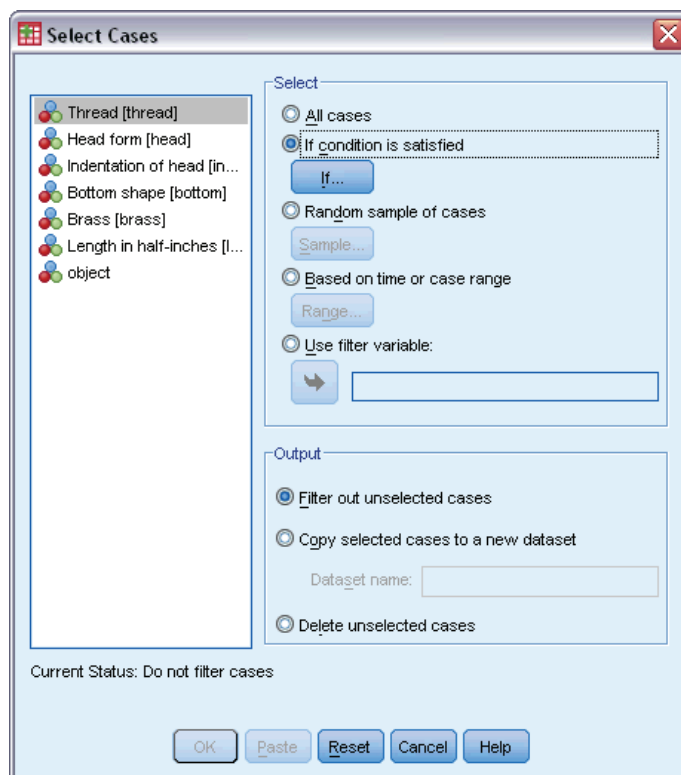 Select Cases
Thread [thread]
Head form [head]
Indentation of head [in...
Bottom shape [bottom]
Brass [brass]
Length in half-inches [l...
object
Select
All cases
If condition is satisfied
If...
Random sample of cases
Sample...
Based on time or case range
Range...
Use filter variable:
Output
Filter out unselected cases
Copy selected cases to a new dataset
Dataset name:
Delete unselected cases
Current Status: Do not filter cases
OK Paste Reset Cancel Help